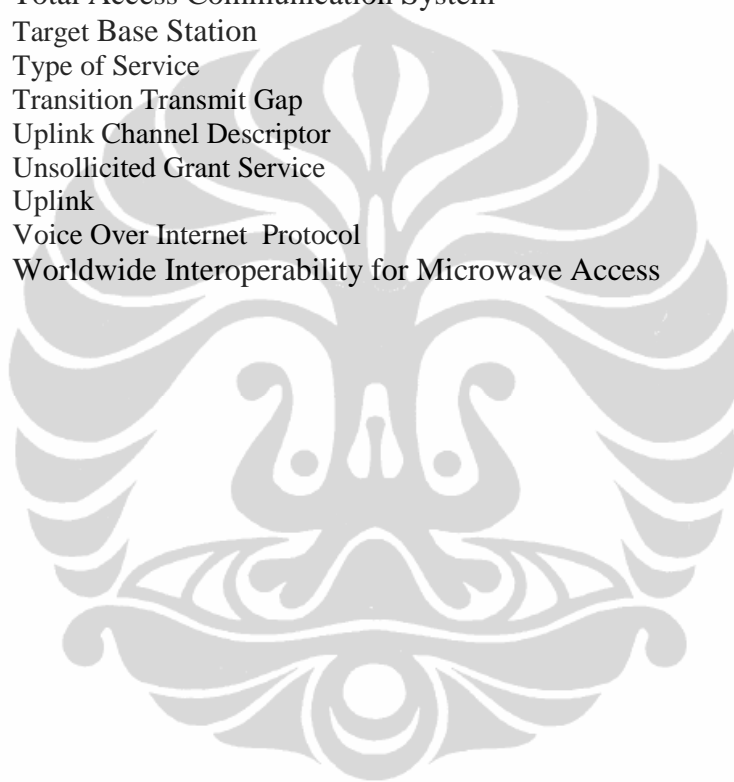 Total Access Communication System
Target Base Station
Type of Service
Transition Transmit Gap
Uplink Channel Descriptor
Unsollicited Grant Service
Uplink
Voice Over Internet Protocol
Worldwide Interoperability for Microwave Access